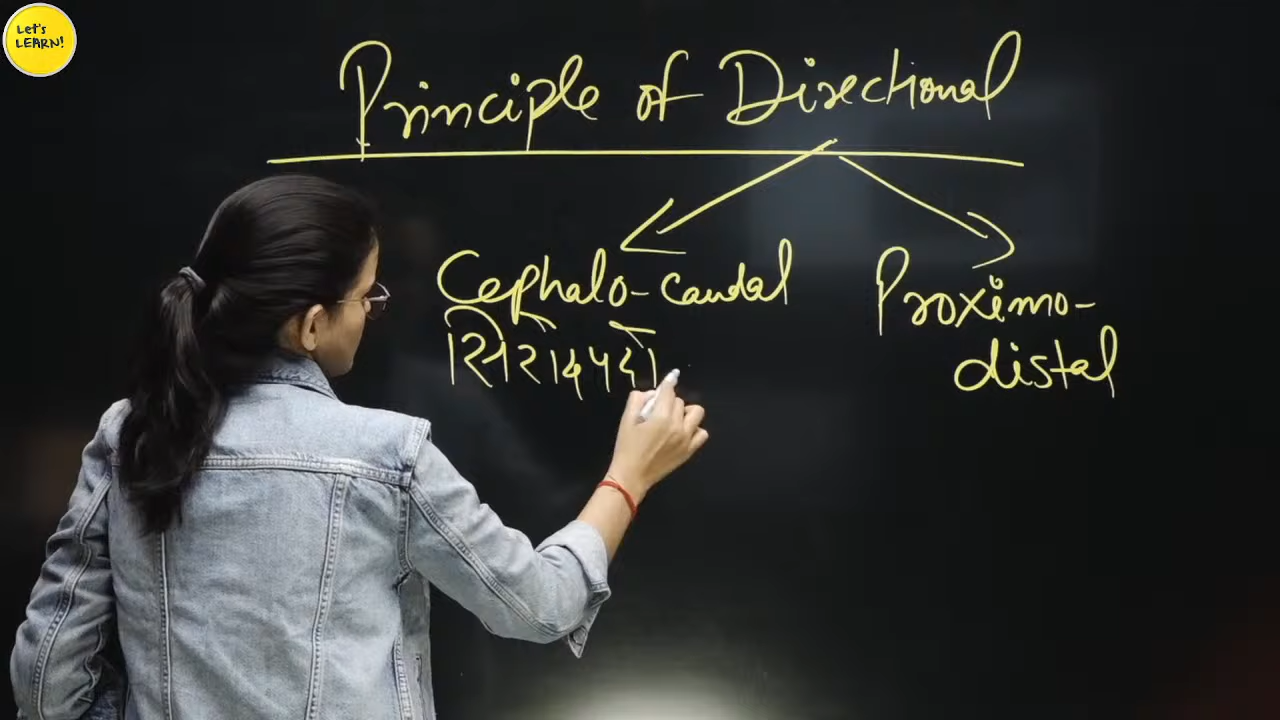 Let's
LEARN!
Principle of Directional
Cephalo-caudal
Proximo-
distal